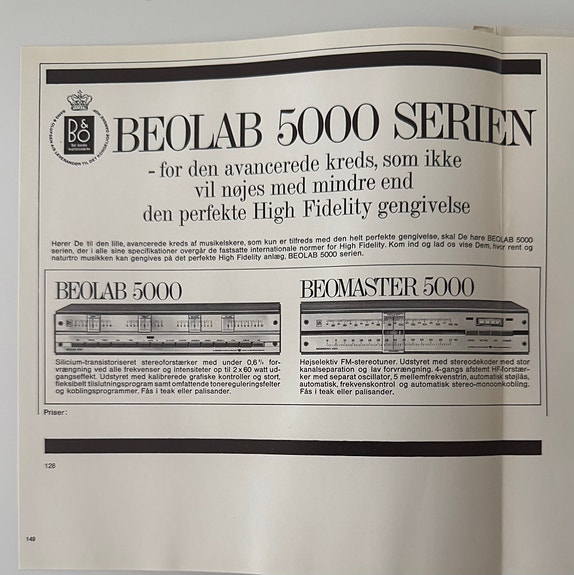 B&O
BEOLAB 5000 SERIEN
- for den avancerede kreds, som ikke
vil nøjes med mindre end
den perfekte High Fidelity gengivelse
Hører De til den lille, avancerede kreds af musikelskere, som kun er tilfreds med den helt perfekte gengivelse, skal De høre BEOLAB 5000
serien, der i alle sine specifikationer overgår de fastsatte internationale normer for High Fidelity. Kom ind og lad os vise Dem, hvor rent og
naturtro musikken kan gengives på det perfekte High Fidelity anlæg, BEOLAB 5000 serien.
BEOLAB 5000
Silicium-transistoriseret stereoforstærker med under 0,6 % for-
vrængning ved alle frekvenser og intensiteter op til 2 x 60 watt ud-
gangseffekt. Udstyret med kalibrerede grafiske kontroller og stort,
fleksibelt tilslutningsprogram samt omfattende tonereguleringsfelter
og koblingsprogrammer. Fås i teak eller palisander.
BEOMASTER 5000
Højselektiv FM-stereotuner. Udstyret med stereodekoder med stor
kanalseparation og lav forvrængning. 4-gangs afstemt HF-forstær-
ker med separat oscillator, 5 mellemfrekvenstrin, automatisk støjlås,
automatisk, frekvenskontrol og automatisk stereo-monoomkobling.
Fås i teak eller palisander.
Priser:
128
149